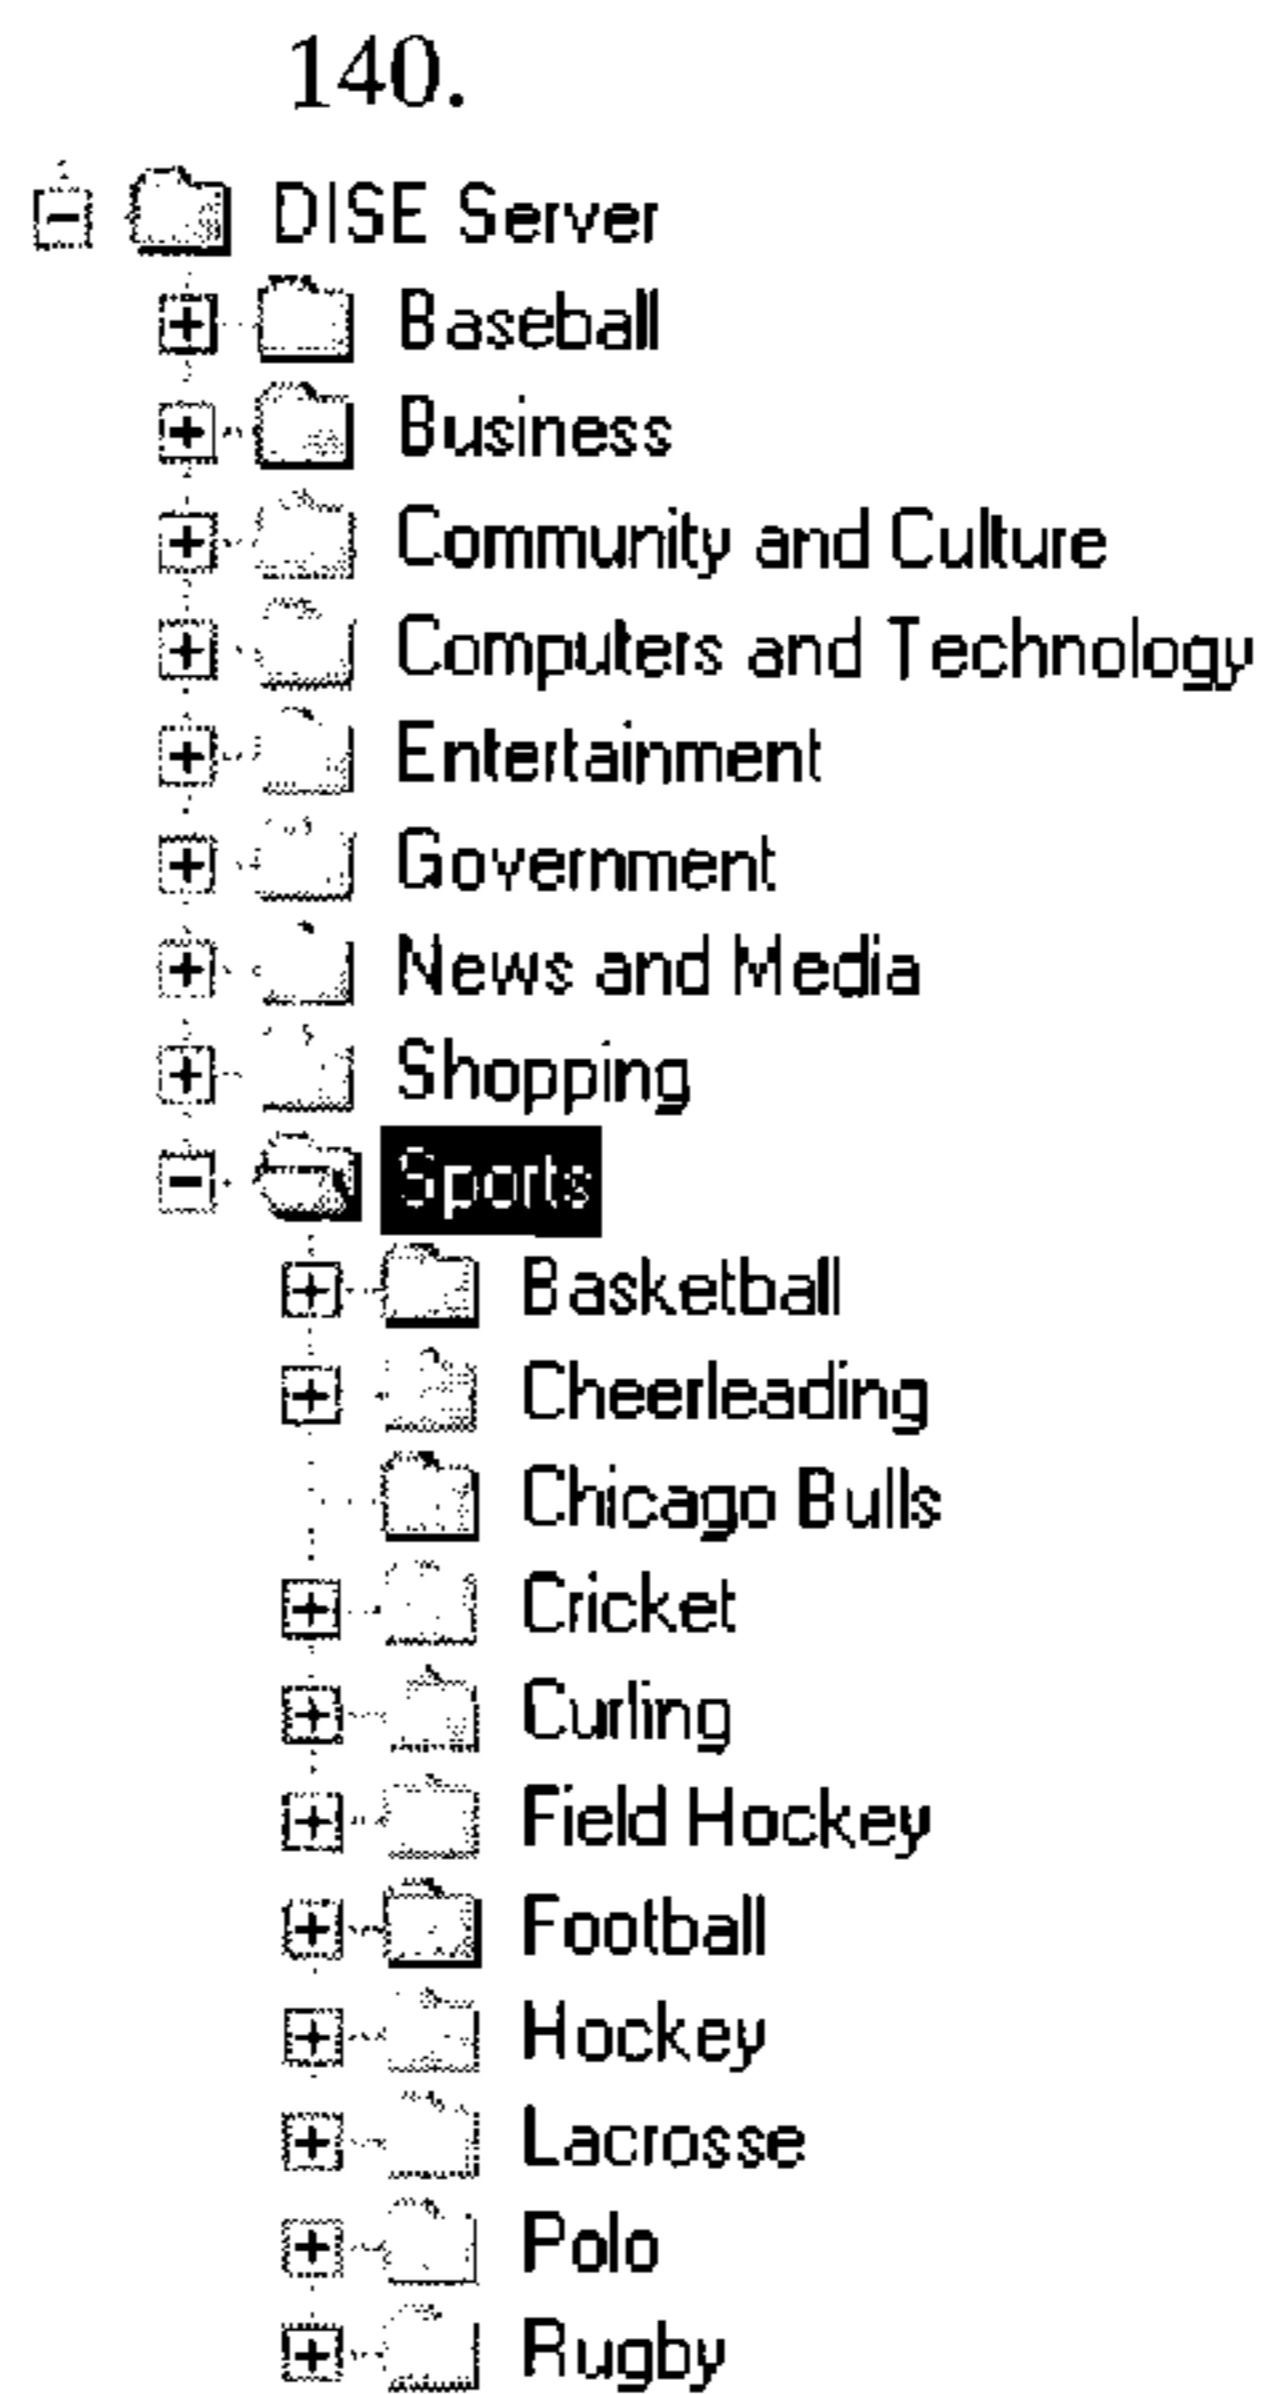 140.
DISE Server
Baseball
Business
Community and Culture
Computers and Technology
Entertainment
Government
News and Media
Shopping
Sports
Basketball
Cheerleading
Chicago Bulls
Cricket
Curling
Field Hockey
Football
Hockey
Lacrosse
Polo
Rugby